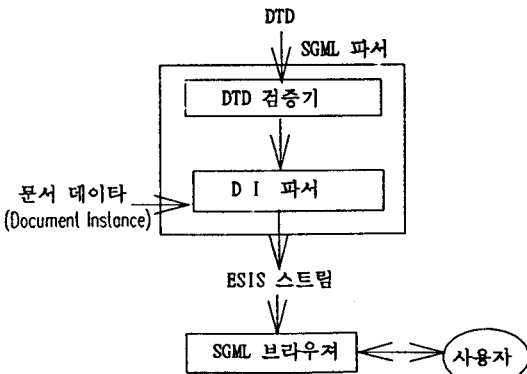 DTD
SGML 파서
DTD 검증기
D I 파서
문서 데이타
(Document Instance)
ESIS 스트림
SGML 브라우져
사용자